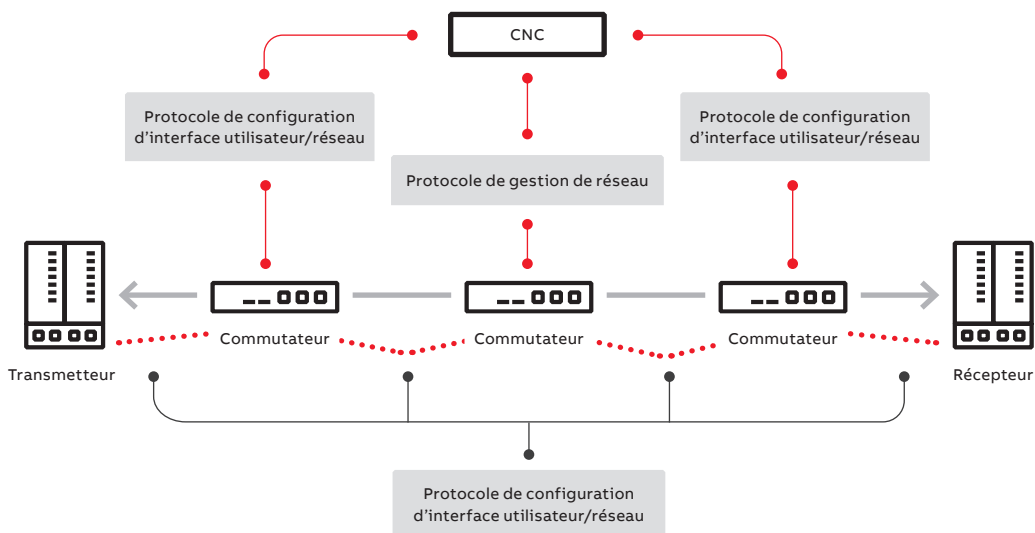 CNC
Protocole de configuration
d’interface utilisateur/réseau
Protocole de gestion de réseau
Protocole de configuration
d’interface utilisateur/réseau
Commutateur
Commutateur
Commutateur
Transmetteur
Récepteur
Protocole de configuration
d’interface utilisateur/réseau